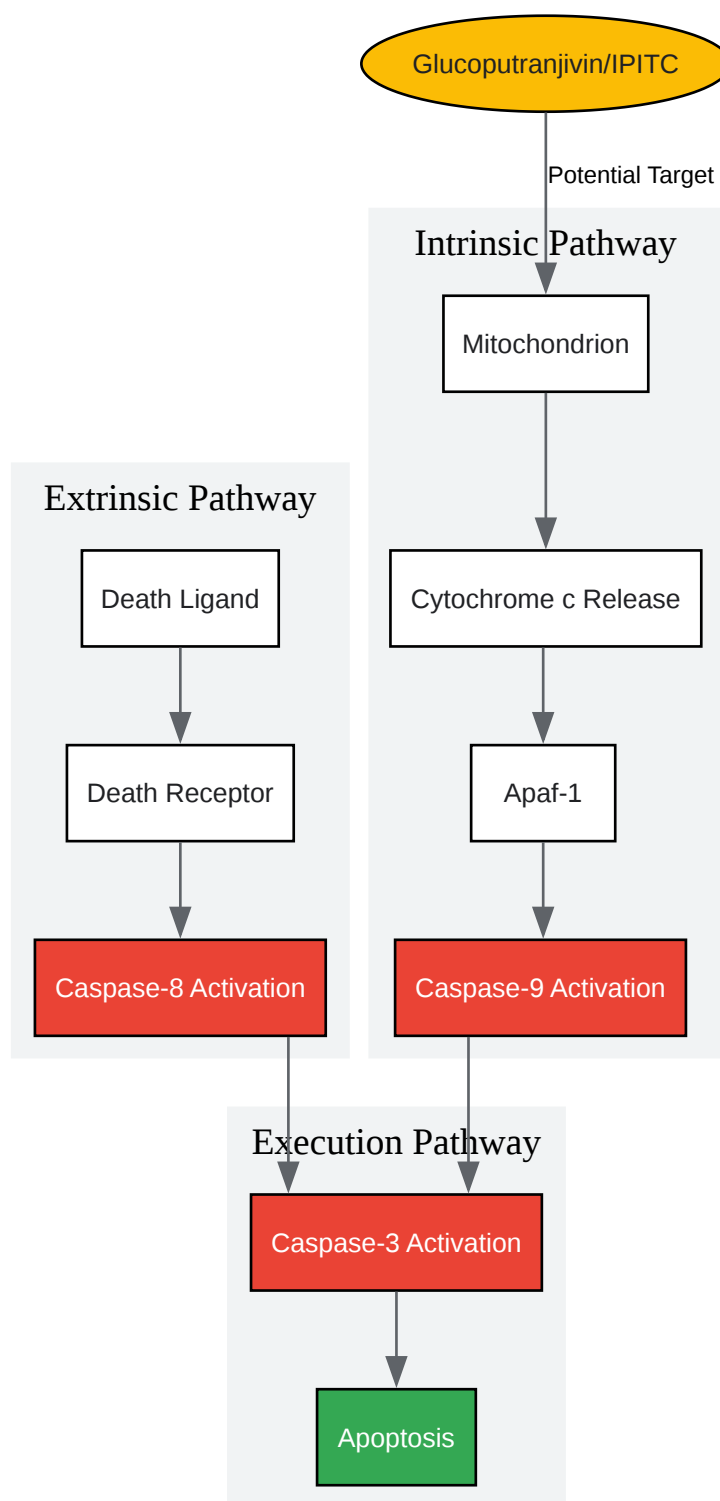 Glucoputranjivin/IPITC
Potential Target
Intrinsic Pathway
Mitochondrion
Cytochrome c Release
Apaf-1
Caspase-9 Activation
Extrinsic Pathway
Death Ligand
Death Receptor
Caspase-8 Activation
Execution Pathway
Caspase-3 Activation
Apoptosis